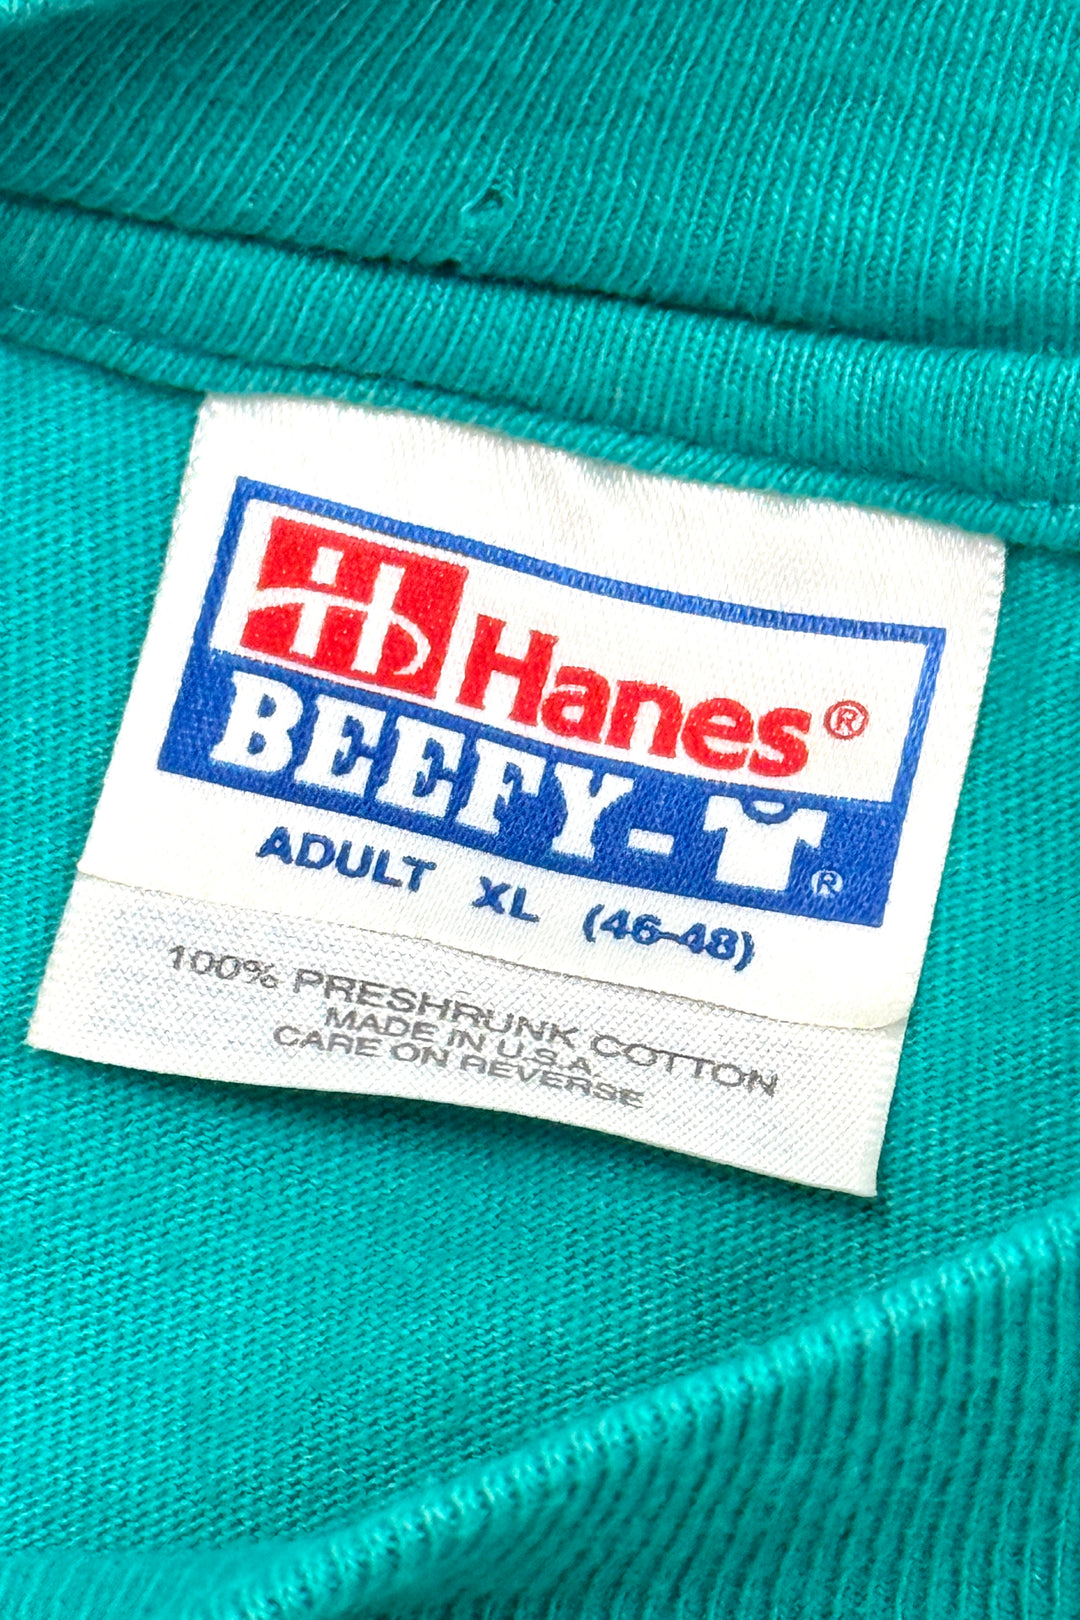 Hanes®
BEEFY-T®
ADULT XL (46-48)
100% PRESHRUNK COTTON
MADE IN U.S.A.
CARE ON REVERSE